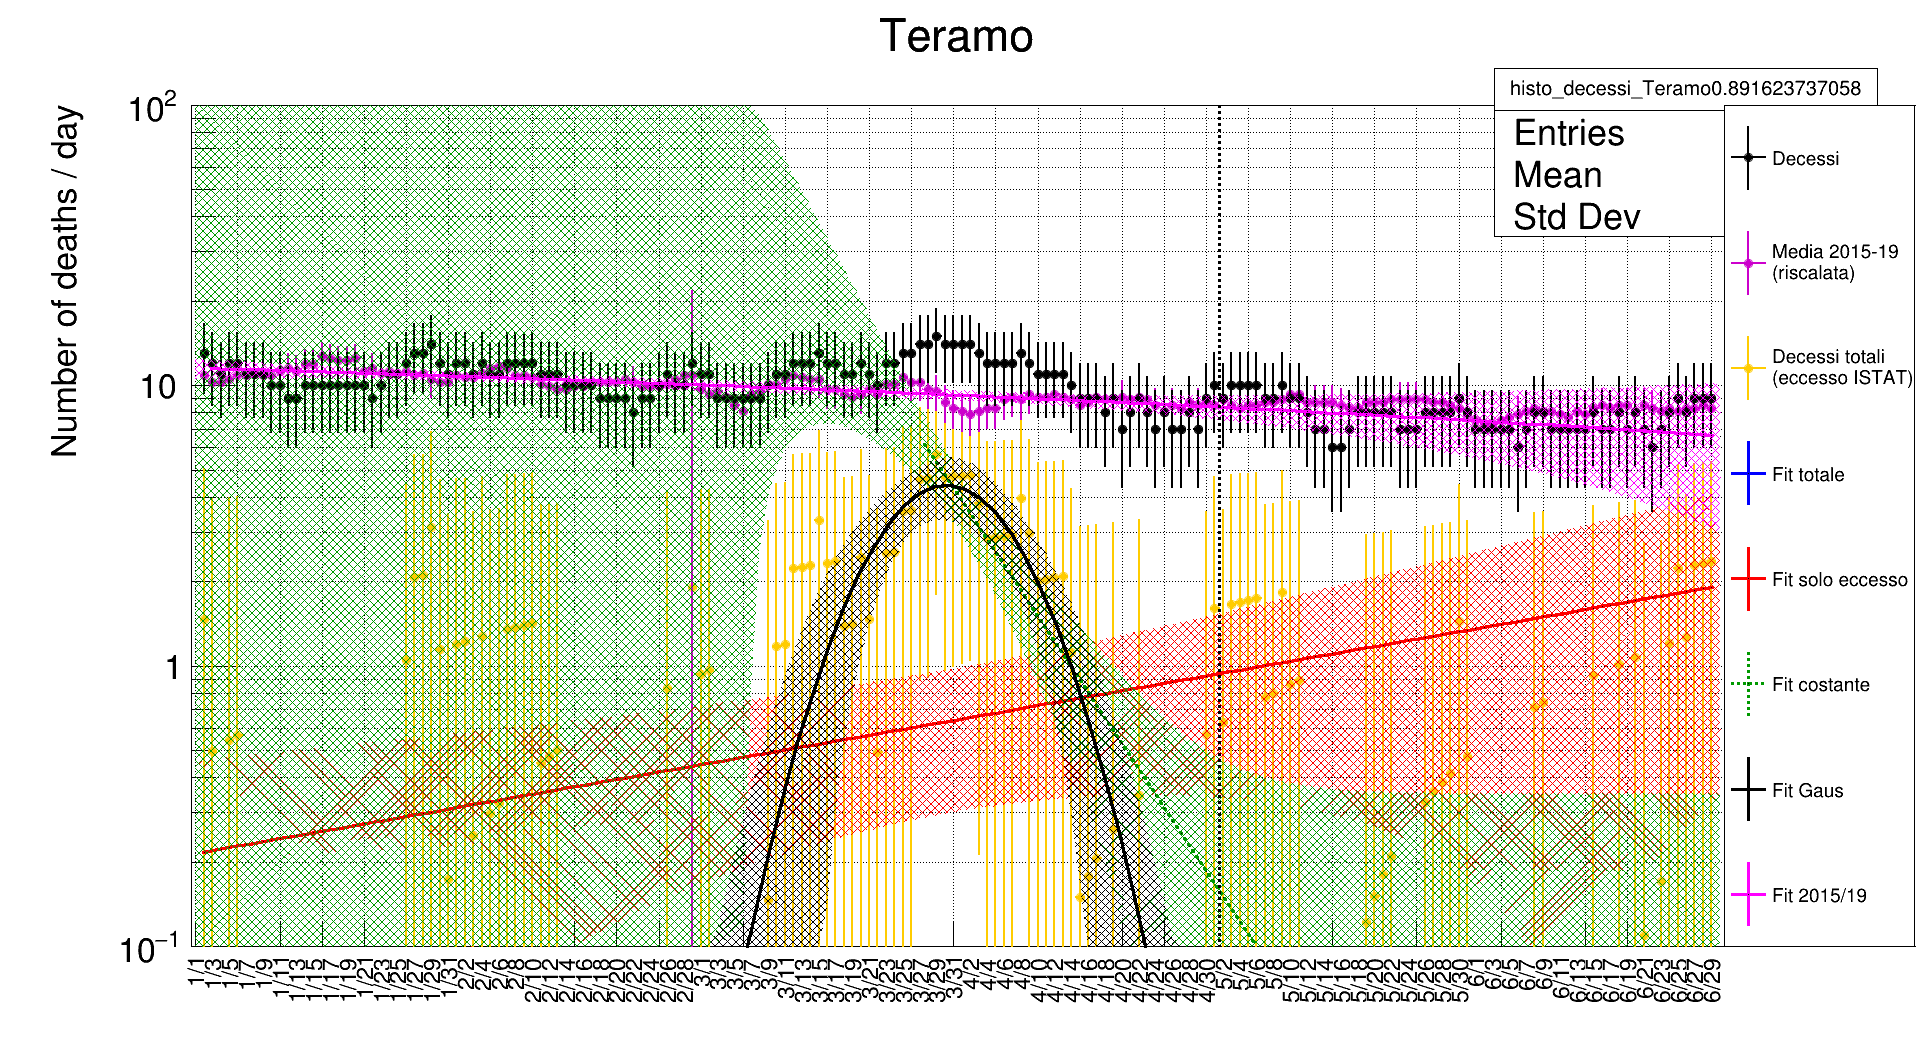 Teramo
histo_decessi_Teramo0.891623737058
Entries
Mean
Std Dev
Number of deaths / day
10²
10
1
10⁻¹
Decessi
Media 2015-19
(riscalata)
Decessi totali
(eccesso ISTAT)
Fit totale
Fit solo eccesso
Fit costante
Fit Gaus
Fit 2015/19
1/1 1/3 1/5 1/7 1/9 1/11 1/13 1/15 1/17 1/19 1/21 1/23 1/25 1/27 1/29 1/31 2/2 2/4 2/6 2/8 2/10 2/12 2/14 2/16 2/18 2/20 2/22 2/24 2/26 2/28 3/1 3/3 3/5 3/7 3/9 3/11 3/13 3/15 3/17 3/19 3/21 3/23 3/25 3/27 3/29 3/31 4/2 4/4 4/6 4/8 4/10 4/12 4/14 4/16 4/18 4/20 4/22 4/24 4/26 4/28 4/30 5/2 5/4 5/6 5/8 5/10 5/12 5/14 5/16 5/18 5/20 5/22 5/24 5/26 5/28 5/30 6/1 6/3 6/5 6/7 6/9 6/11 6/13 6/15 6/17 6/19 6/21 6/23 6/25 6/27 6/29